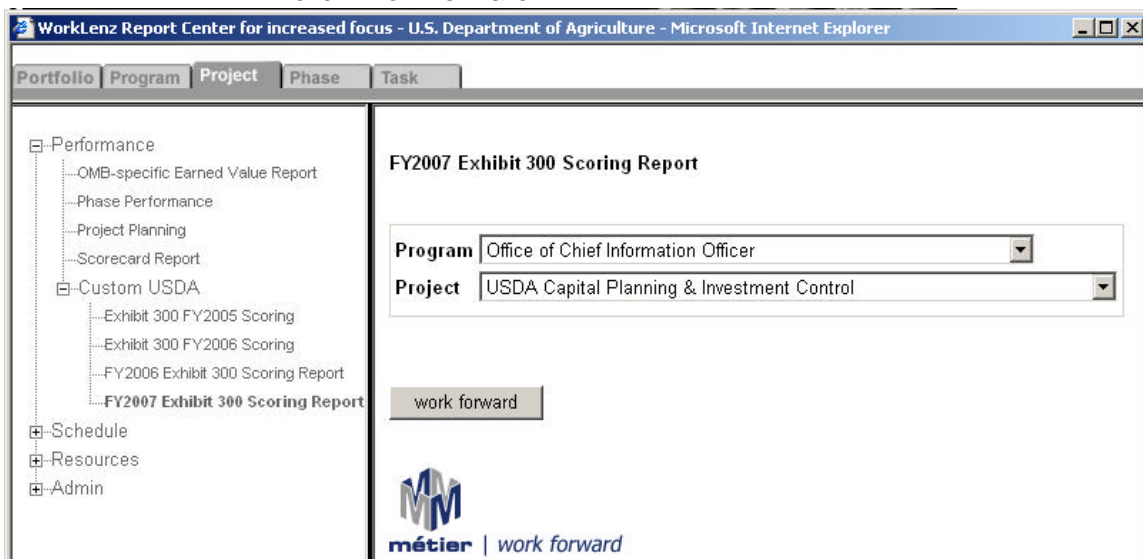 WorkLenz Report Center for increased focus - U.S. Department of Agriculture - Microsoft Internet Explorer
Portfolio Program Project Phase Task
Performance
OMB-specific Earned Value Report
Phase Performance
Project Planning
Scorecard Report
Custom USDA
Exhibit 300 FY2005 Scoring
Exhibit 300 FY2006 Scoring
FY2006 Exhibit 300 Scoring Report
FY2007 Exhibit 300 Scoring Report
Schedule
Resources
Admin
FY2007 Exhibit 300 Scoring Report
Program Office of Chief Information Officer
Project USDA Capital Planning & Investment Control
work forward
métier | work forward